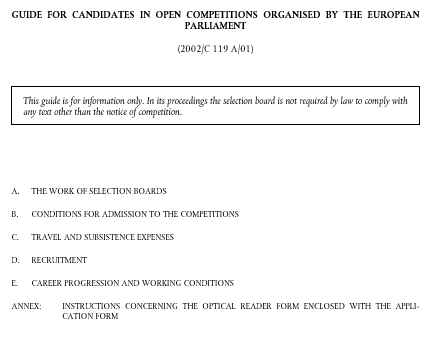 GUIDE FOR CANDIDATES IN OPEN COMPETITIONS ORGANISED BY THE EUROPEAN
PARLIAMENT
(2002/C 119 A/01)
This guide is for information only. In its proceedings the selection board is not required by law to comply with
any text other than the notice of competition.
A. THE WORK OF SELECTION BOARDS
B. CONDITIONS FOR ADMISSION TO THE COMPETITIONS
C. TRAVEL AND SUBSISTENCE EXPENSES
D. RECRUITMENT
E. CAREER PROGRESSION AND WORKING CONDITIONS
ANNEX: INSTRUCTIONS CONCERNING THE OPTICAL READER FORM ENCLOSED WITH THE APPLI-
CATION FORM